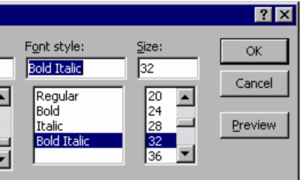 Font style:
Size:
OK
Bold Italic
32
Cancel
Regular
20
Bold
24
Italic
28
Preview
Bold Italic
32
36